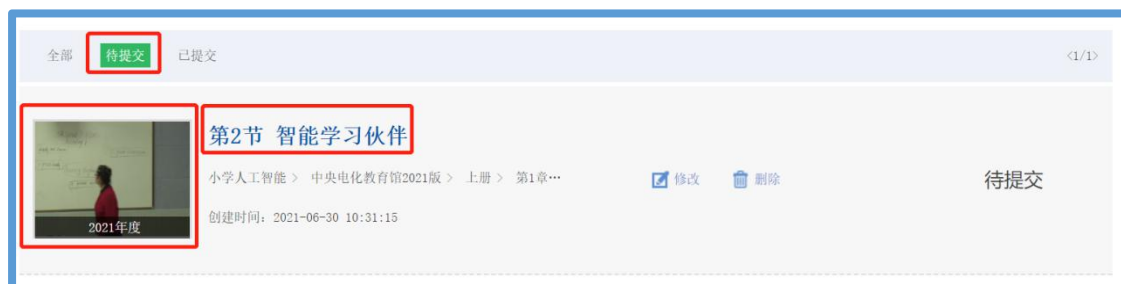 全部 待提交 已提交 <1/1>
第2节 智能学习伙伴
小学人工智能 > 中央电化教育馆2021版 > 上册 > 第1章… 修改 删除 待提交
2021年度
创建时间：2021-06-30 10:31:15